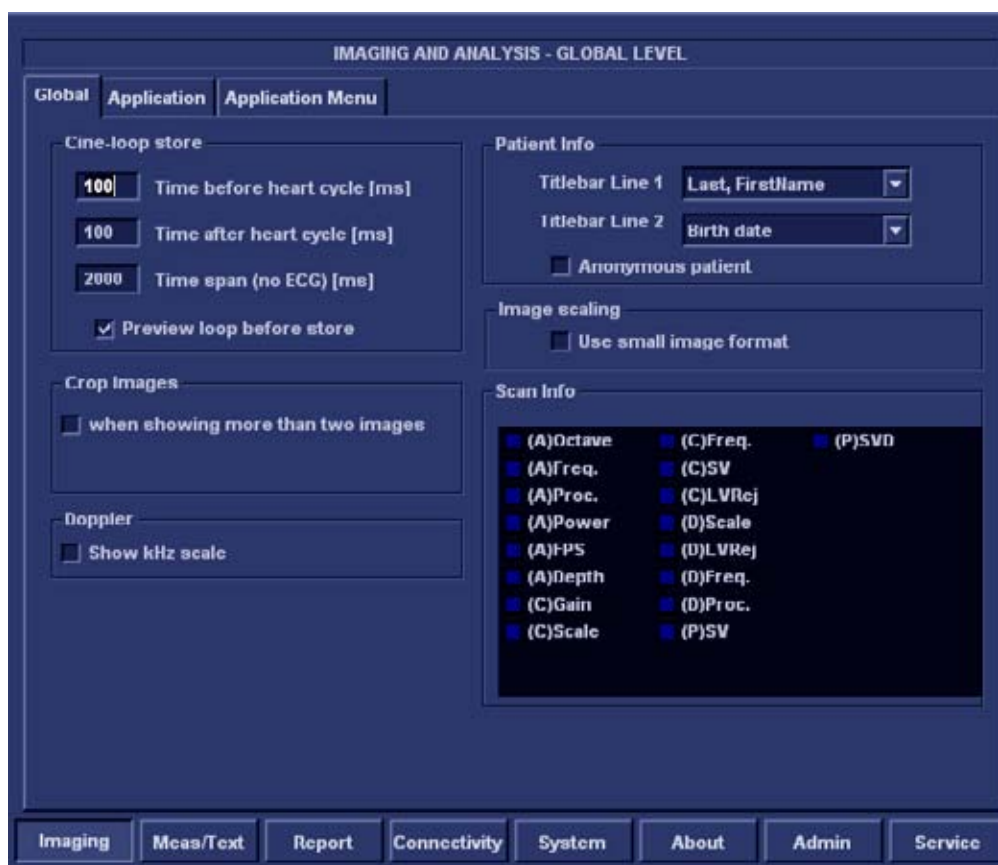 IMAGING AND ANALYSIS - GLOBAL LEVEL
Global Application Application Menu
Cine-loop store
100 Time before heart cycle [ms]
100 Time after heart cycle [ms]
2000 Time span (no ECG) [ms]
Preview loop before store
Crop Images
when showing more than two images
Doppler
Show kHz scale
Patient Info
Titlebar Line 1 Last, FirstName
Titlebar Line 2 Birth date
Anonymous patient
Image scaling
Use small image format
Scan Info
(A)Octave (C)Freq. (P)SVD
(A)Freq. (C)SV
(A)Proc. (C)LVRej
(A)Power (D)Scale
(A)FPS (D)LVRej
(A)Depth (D)Freq.
(C)Gain (D)Proc.
(C)Scale (P)SV
Imaging Meas/Text Report Connectivity System About Admin Service